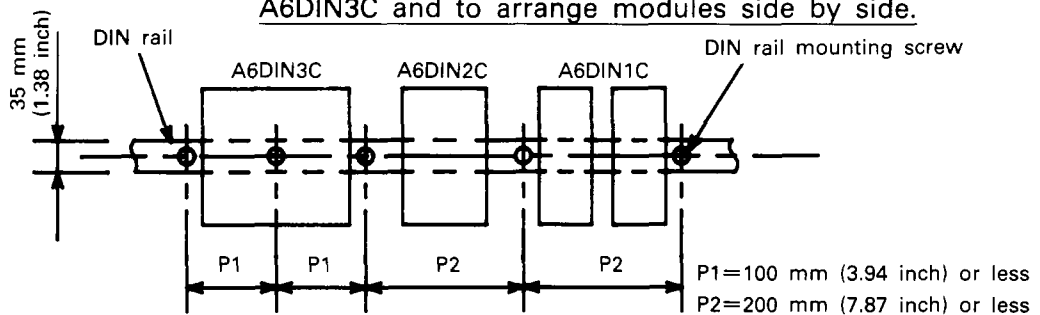 A6DIN3C and to arrange modules side by side.
DIN rail
DIN rail mounting screw
35 mm
(1.38 inch)
A6DIN3C
A6DIN2C
A6DIN1C
P1
P1
P2
P2
P1=100 mm (3.94 inch) or less
P2=200 mm (7.87 inch) or less